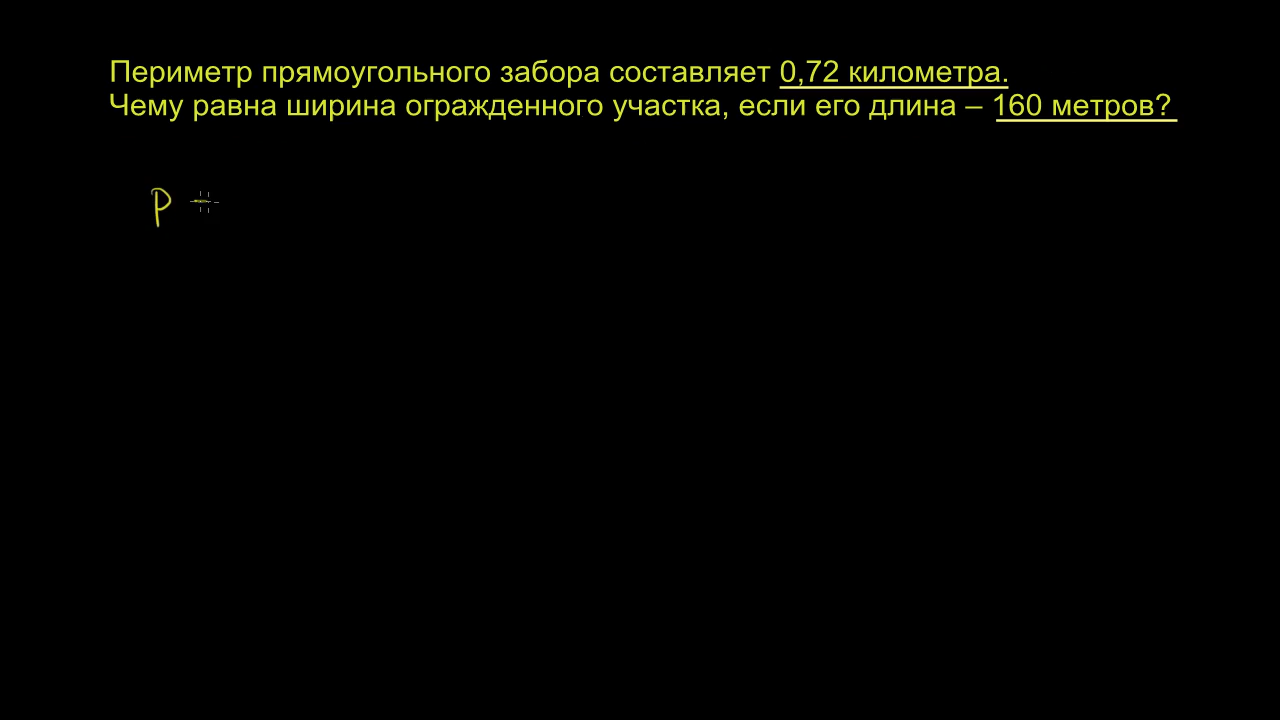 Периметр прямоугольного забора составляет 0,72 километра.
Чему равна ширина огражденного участка, если его длина – 160 метров?
P =